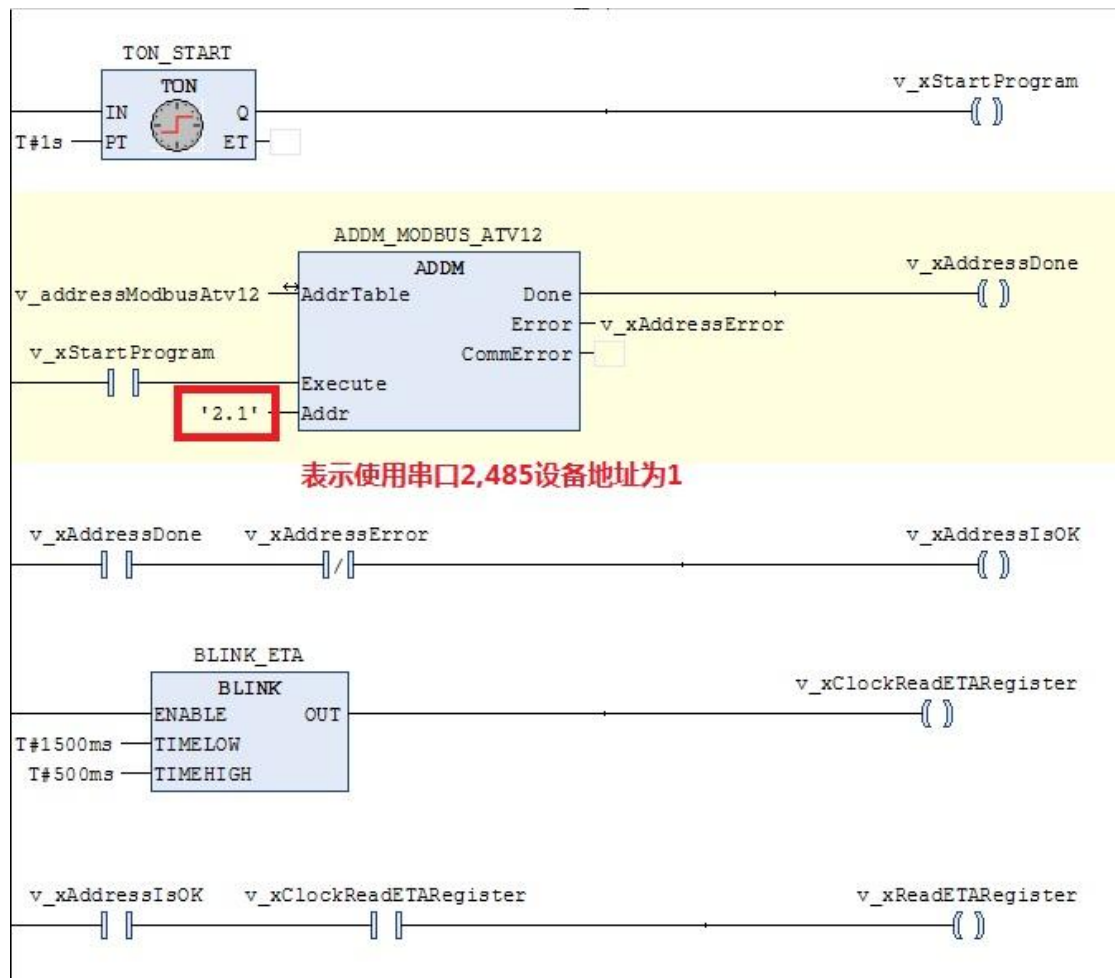 TON_START
TON
v_xStartProgram
IN Q
T#1s PT ET
ADDM_MODBUS_ATV12
ADDM
v_xAddressDone
v_addressModbusAtv12 AddrTable Done
Error v_xAddressError
v_xStartProgram CommError
Execute
'2.1' Addr
表示使用串口2,485设备地址为1
v_xAddressDone v_xAddressError v_xAddressIsOK
BLINK_ETA
BLINK v_xClockReadETARegister
ENABLE OUT
T#1500ms TIMELOW
T#500ms TIMEHIGH
v_xAddressIsOK v_xClockReadETARegister v_xReadETARegister